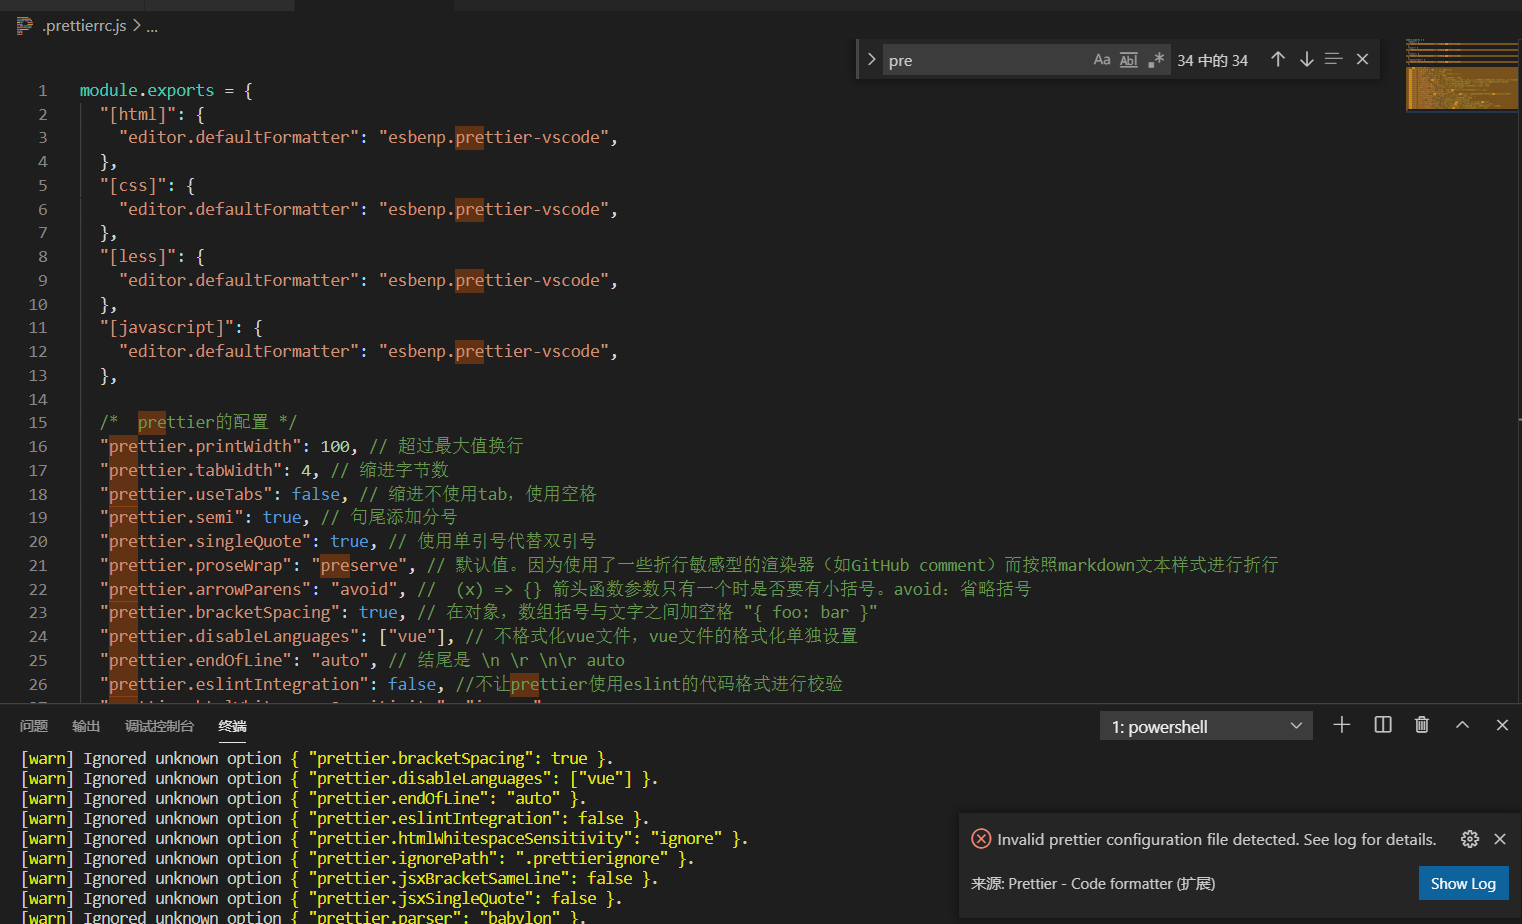 .prettierrc.js > ...
pre Aa Abl .* 34 中的 34
1 module.exports = {
2 "[html]": {
3 "editor.defaultFormatter": "esbenp.prettier-vscode",
4 },
5 "[css]": {
6 "editor.defaultFormatter": "esbenp.prettier-vscode",
7 },
8 "[less]": {
9 "editor.defaultFormatter": "esbenp.prettier-vscode",
10 },
11 "[javascript]": {
12 "editor.defaultFormatter": "esbenp.prettier-vscode",
13 },
14
15 /*  prettier的配置 */
16 "prettier.printWidth": 100, // 超过最大值换行
17 "prettier.tabWidth": 4, // 缩进字节数
18 "prettier.useTabs": false, // 缩进不使用tab，使用空格
19 "prettier.semi": true, // 句尾添加分号
20 "prettier.singleQuote": true, // 使用单引号代替双引号
21 "prettier.proseWrap": "preserve", // 默认值。因为使用了一些折行敏感型的渲染器（如GitHub comment）而按照markdown文本样式进行折行
22 "prettier.arrowParens": "avoid", //  (x) => {} 箭头函数参数只有一个时是否要有小括号。avoid：省略括号
23 "prettier.bracketSpacing": true, // 在对象，数组括号与文字之间加空格 "{ foo: bar }"
24 "prettier.disableLanguages": ["vue"], // 不格式化vue文件，vue文件的格式化单独设置
25 "prettier.endOfLine": "auto", // 结尾是 \n \r \n\r auto
26 "prettier.eslintIntegration": false, //不让prettier使用eslint的代码格式进行校验
问题 输出 调试控制台 终端 1: powershell
[warn] Ignored unknown option { "prettier.bracketSpacing": true }.
[warn] Ignored unknown option { "prettier.disableLanguages": ["vue"] }.
[warn] Ignored unknown option { "prettier.endOfLine": "auto" }.
[warn] Ignored unknown option { "prettier.eslintIntegration": false }.
[warn] Ignored unknown option { "prettier.htmlWhitespaceSensitivity": "ignore" }.
[warn] Ignored unknown option { "prettier.ignorePath": ".prettierignore" }.
[warn] Ignored unknown option { "prettier.jsxBracketSameLine": false }.
[warn] Ignored unknown option { "prettier.jsxSingleQuote": false }.
[warn] Ignored unknown option { "prettier.parser": "babylon" }.
Invalid prettier configuration file detected. See log for details.
来源: Prettier - Code formatter (扩展)
Show Log